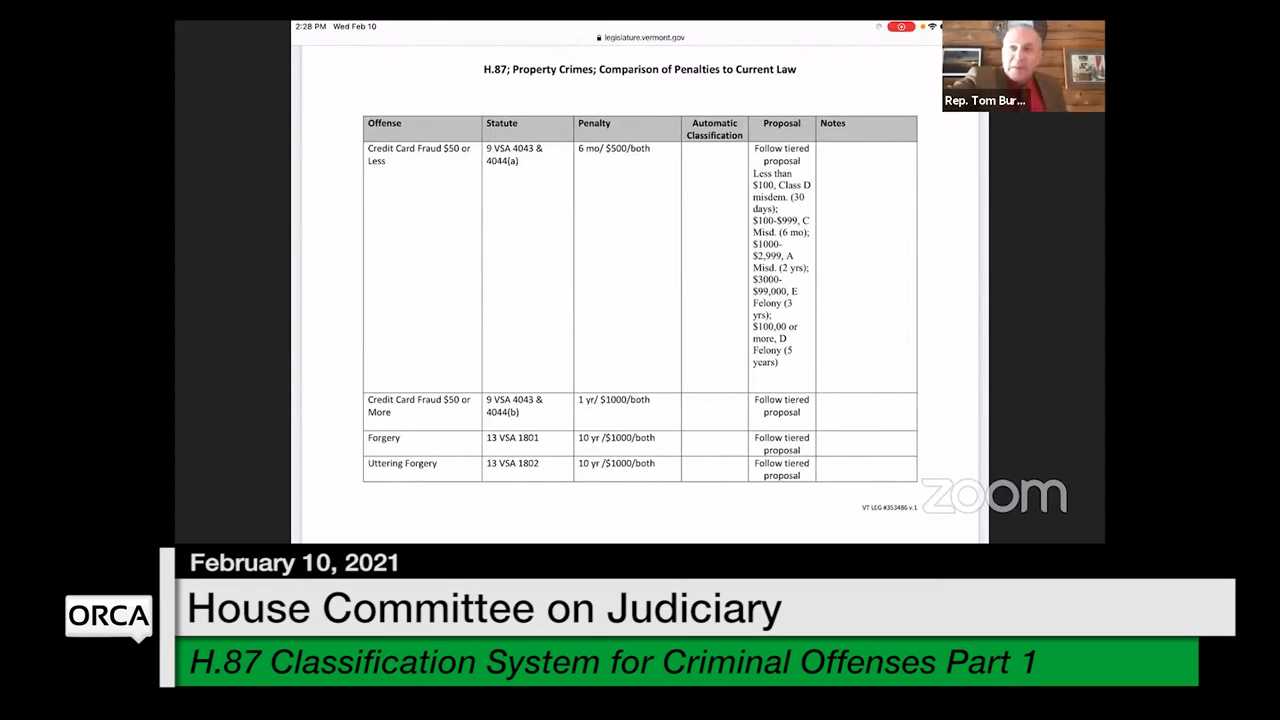 2:28 PM Wed Feb 10
legislature.vermont.gov
H.87; Property Crimes; Comparison of Penalties to Current Law
Rep. Tom Bur...
Offense
Statute
Penalty
Automatic
Classification
Proposal
Notes
Credit Card Fraud $50 or
Less
9 VSA 4043 &
4044(a)
6 mo/ $500/both
Follow tiered
proposal
Less than
$100, Class D
misdem. (30
days);
$100-$999, C
Misd. (6 mo);
$1000-
$2,999, A
Misd. (2 yrs);
$3000-
$99,000, E
Felony (3
yrs);
$100,00 or
more, D
Felony (5
years)
Credit Card Fraud $50 or
More
9 VSA 4043 &
4044(b)
1 yr/ $1000/both
Follow tiered
proposal
Forgery
13 VSA 1801
10 yr /$1000/both
Follow tiered
proposal
Uttering Forgery
13 VSA 1802
10 yr /$1000/both
Follow tiered
proposal
VT LEG #353486 v.1
zoom
February 10, 2021
ORCA
House Committee on Judiciary
H.87 Classification System for Criminal Offenses Part 1